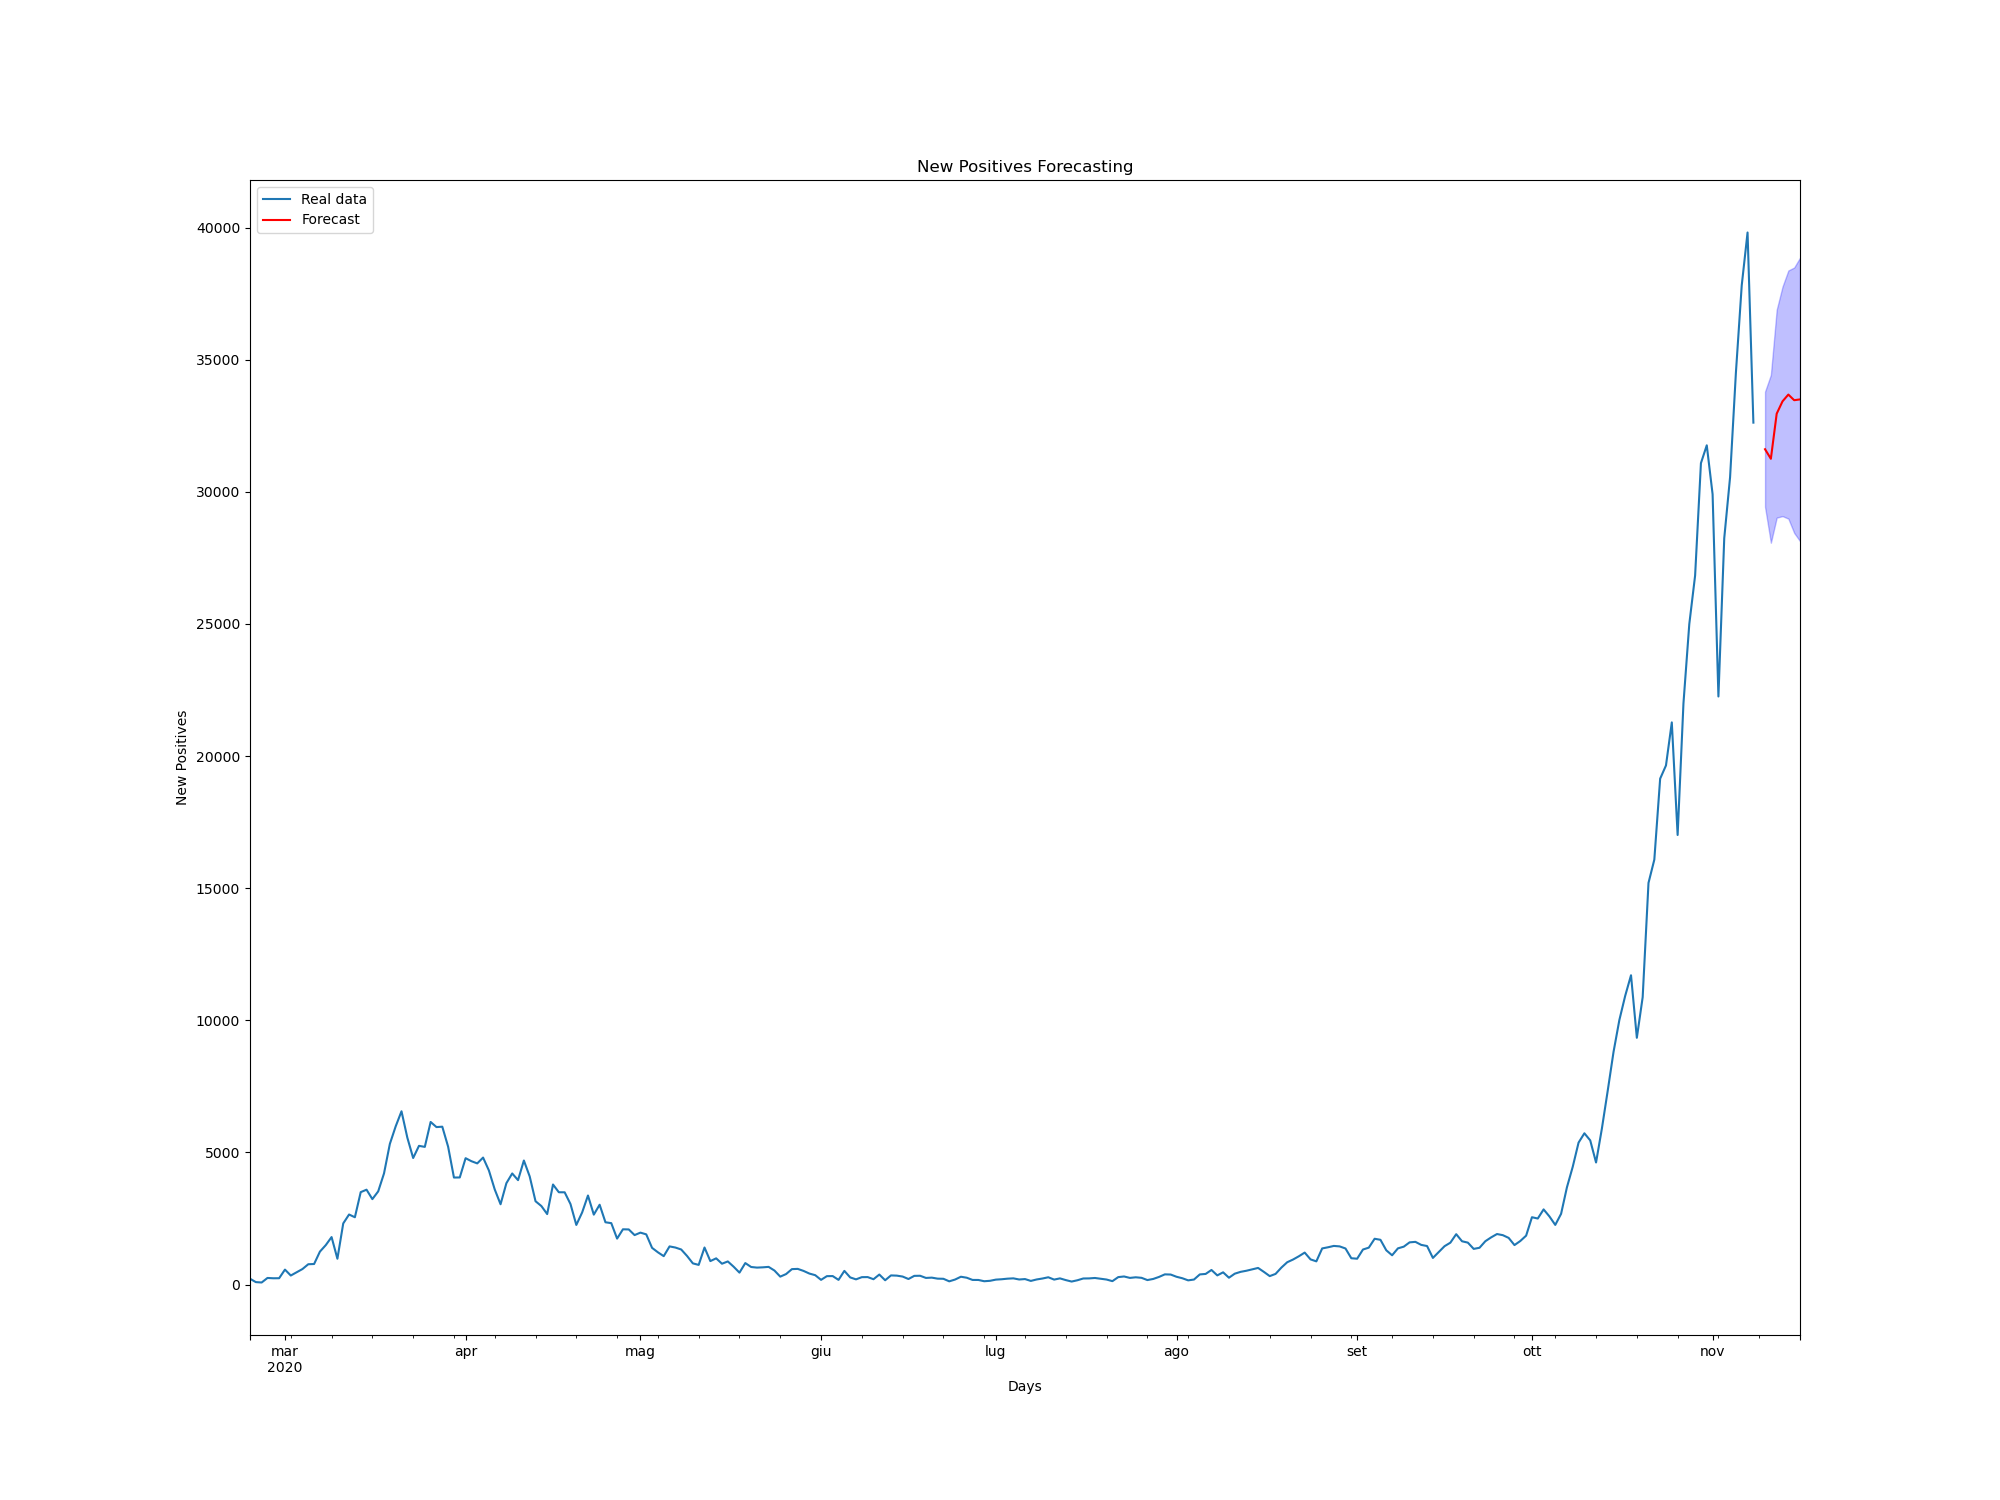 New Positives Forecasting
Real data
Forecast
40000
35000
30000
25000
20000
15000
10000
5000
0
New Positives
mar apr mag giu lug ago set ott nov
2020
Days